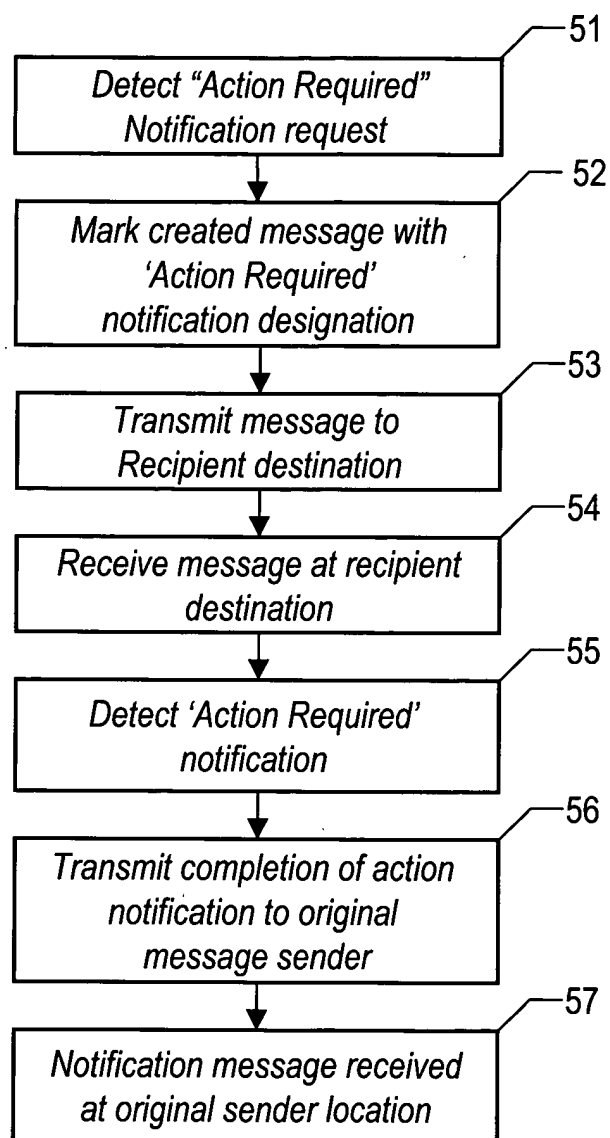 51
Detect “Action Required”
Notification request
52
Mark created message with
‘Action Required’
notification designation
53
Transmit message to
Recipient destination
54
Receive message at recipient
destination
55
Detect ‘Action Required’
notification
56
Transmit completion of action
notification to original
message sender
57
Notification message received
at original sender location